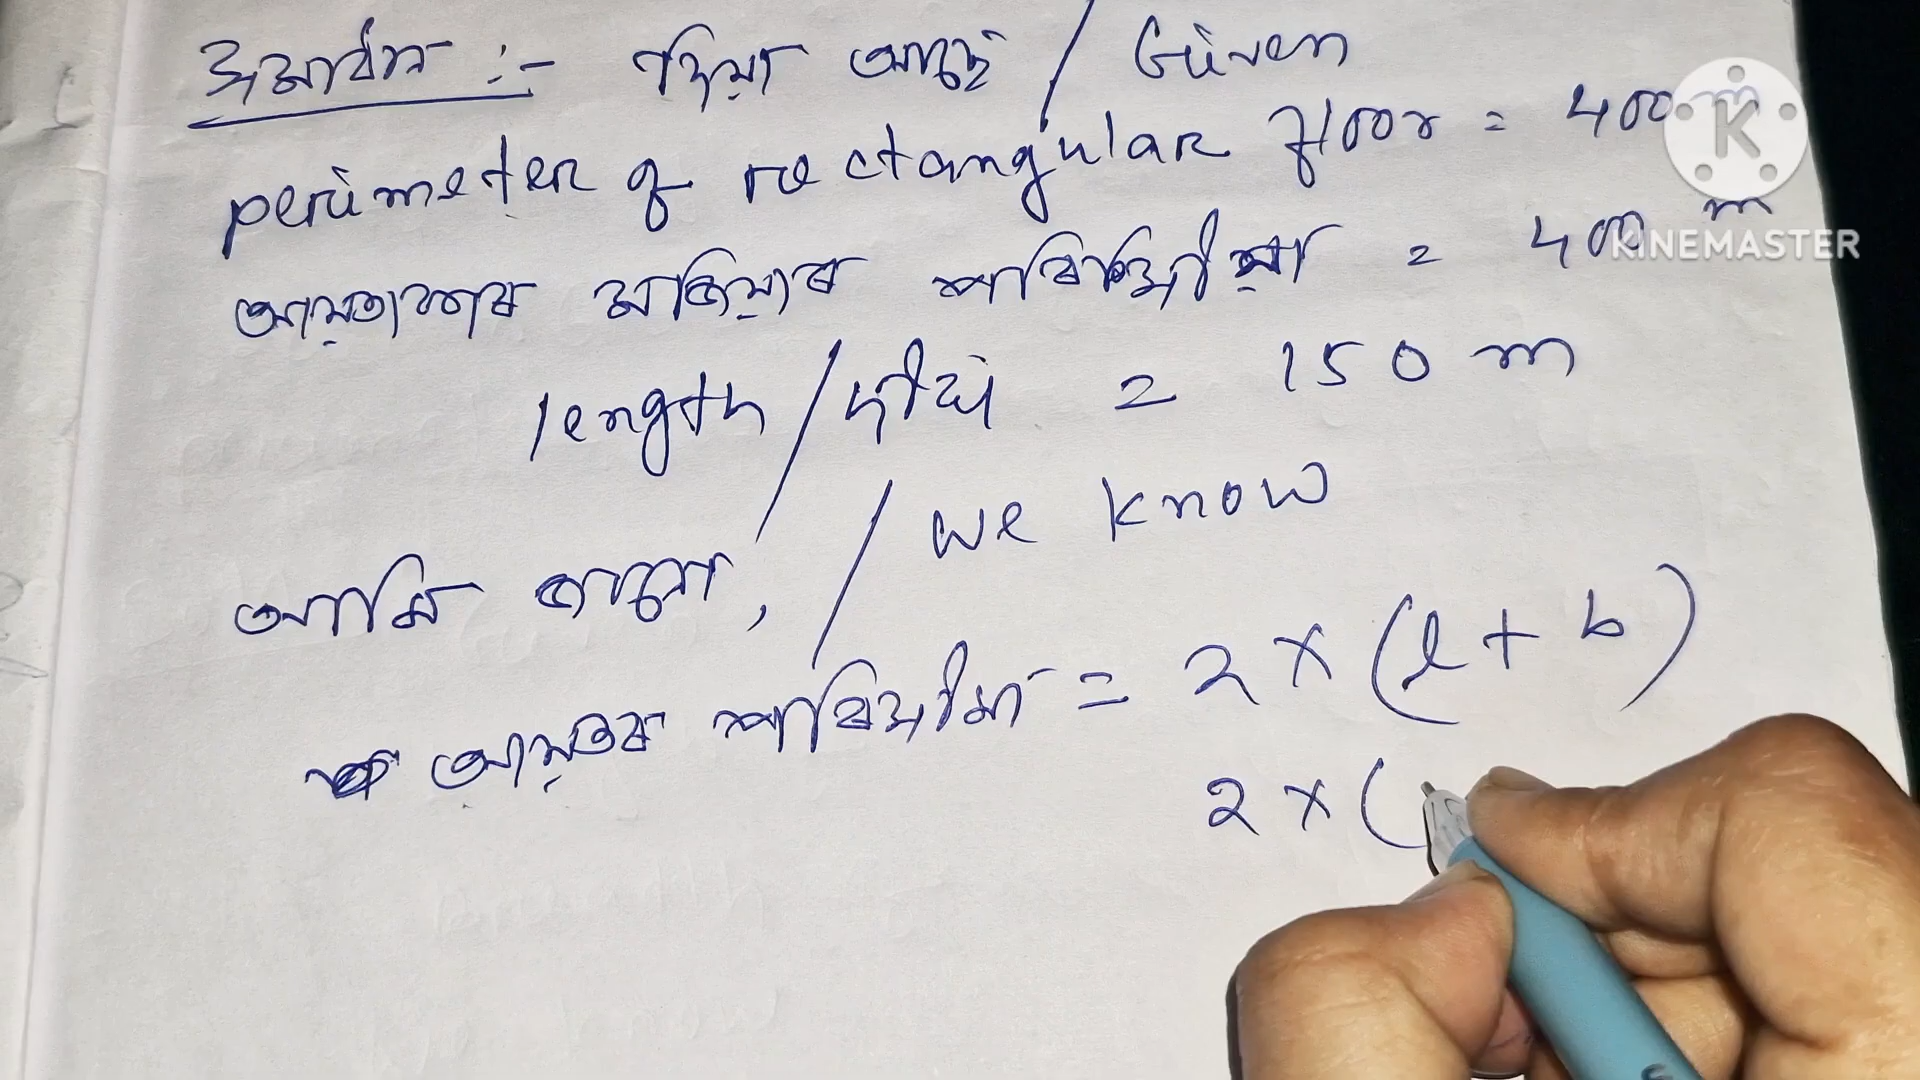 সমাধান :- দিয়া আছে / Given
perimeter of rectangular floor = 400 m
আয়তাকাৰ মজিয়াৰ পৰিসীমা = 400 m
length / দীঘ = 150 m
আমি জানো, / we know
আয়তৰ পৰিসীমা = 2 × (l + b)
2 × (
K
KINEMASTER